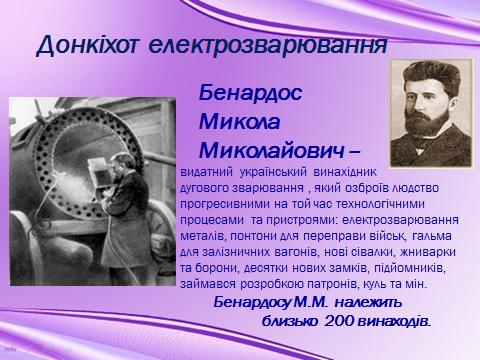 Донкіхот електрозварювання
Бенардос
Микола
Миколайович –
видатний український винахідник
дугового зварювання , який озброїв людство
прогресивними на той час технологічними
процесами та пристроями: електрозварювання
металів, понтони для переправи військ, гальма
для залізничних вагонів, нові сівалки, жниварки
та борони, десятки нових замків, підйомників,
займався розробкою патронів, куль та мін.
Бенардосу М.М. належить
близько 200 винаходів.